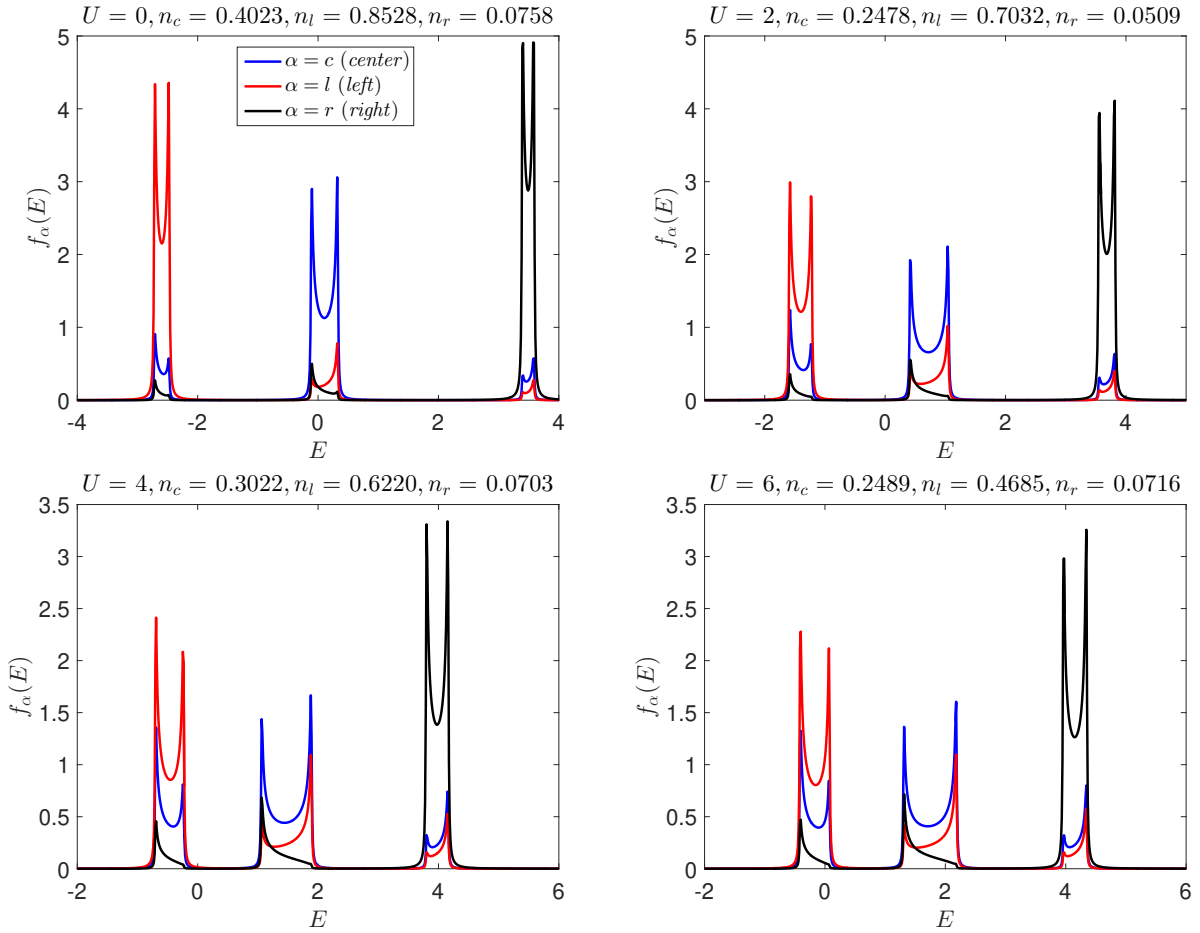 U = 0, n_c = 0.4023, n_l = 0.8528, n_r = 0.0758
5
4
3
2
1
0
f_α(E)
α = c (center)
α = l (left)
α = r (right)
-4 -2 0 2 4
E
U = 2, n_c = 0.2478, n_l = 0.7032, n_r = 0.0509
5
4
3
2
1
0
f_α(E)
-2 0 2 4
E
U = 4, n_c = 0.3022, n_l = 0.6220, n_r = 0.0703
3.5
3
2.5
2
1.5
1
0.5
0
f_α(E)
-2 0 2 4 6
E
U = 6, n_c = 0.2489, n_l = 0.4685, n_r = 0.0716
3.5
3
2.5
2
1.5
1
0.5
0
f_α(E)
-2 0 2 4 6
E